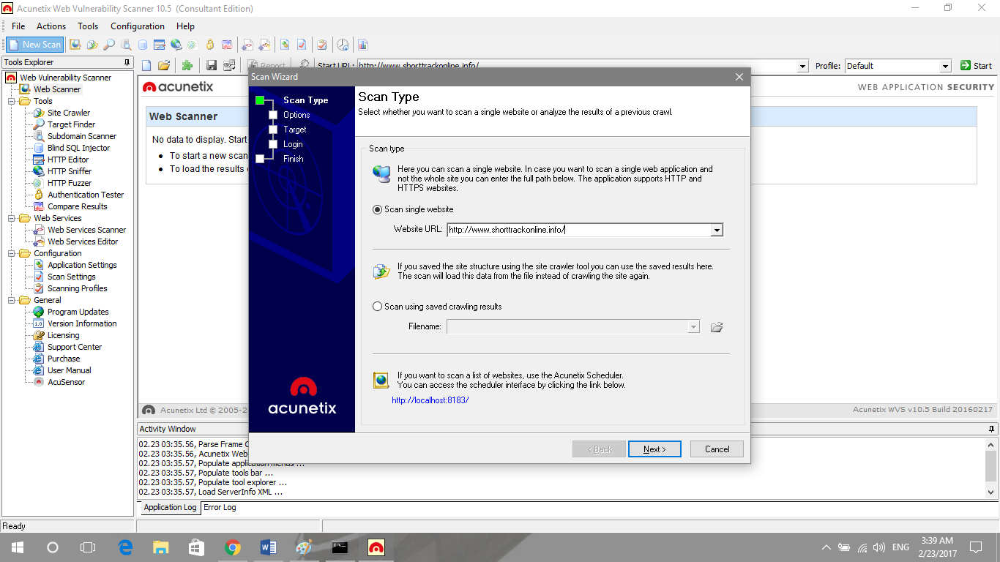 Acunetix Web Vulnerability Scanner 10.5 (Consultant Edition)
File Actions Tools Configuration Help
New Scan
Tools Explorer
Report
Start URL: http://www.shorttrackonline.info/
Profile: Default
Start
Web Vulnerability Scanner
Web Scanner
Tools
Site Crawler
Target Finder
Subdomain Scanner
Blind SQL Injector
HTTP Editor
HTTP Sniffer
HTTP Fuzzer
Authentication Tester
Compare Results
Web Services
Web Services Scanner
Web Services Editor
Configuration
Application Settings
Scan Settings
Scanning Profiles
General
Program Updates
Version Information
1.0
Licensing
Support Center
Purchase
User Manual
AcuSensor
acunetix
WEB APPLICATION SECURITY
Web Scanner
No data to display. Start
To start a new scan
To load the results
Scan Wizard
Scan Type
Options
Target
Login
Finish
acunetix
Scan Type
Select whether you want to scan a single website or analyze the results of a previous crawl.
Scan type
Here you can scan a single website. In case you want to scan a single web application and
not the whole site you can enter the full path below. The application supports HTTP and
HTTPS websites.
Scan single website
Website URL: http://www.shorttrackonline.info/
If you saved the site structure using the site crawler tool you can use the saved results here.
The scan will load this data from the file instead of crawling the site again.
Scan using saved crawling results
Filename:
If you want to scan a list of websites, use the Acunetix Scheduler.
You can access the scheduler interface by clicking the link below.
http://localhost:8183/
< Back Next > Cancel
Acunetix Ltd © 2005-2
Acunetix WVS v10.5 Build 20160217
Activity Window
02.23 03:35.56, Parse Frame
02.23 03:35.56, Acunetix Web
02.23 03:35.57, Populate application menus ...
02.23 03:35.57, Populate tools bar ...
02.23 03:35.57, Populate tool explorer ...
02.23 03:35.57, Load ServerInfo XML ...
Application Log Error Log
Ready
ENG
3:39 AM
2/23/2017